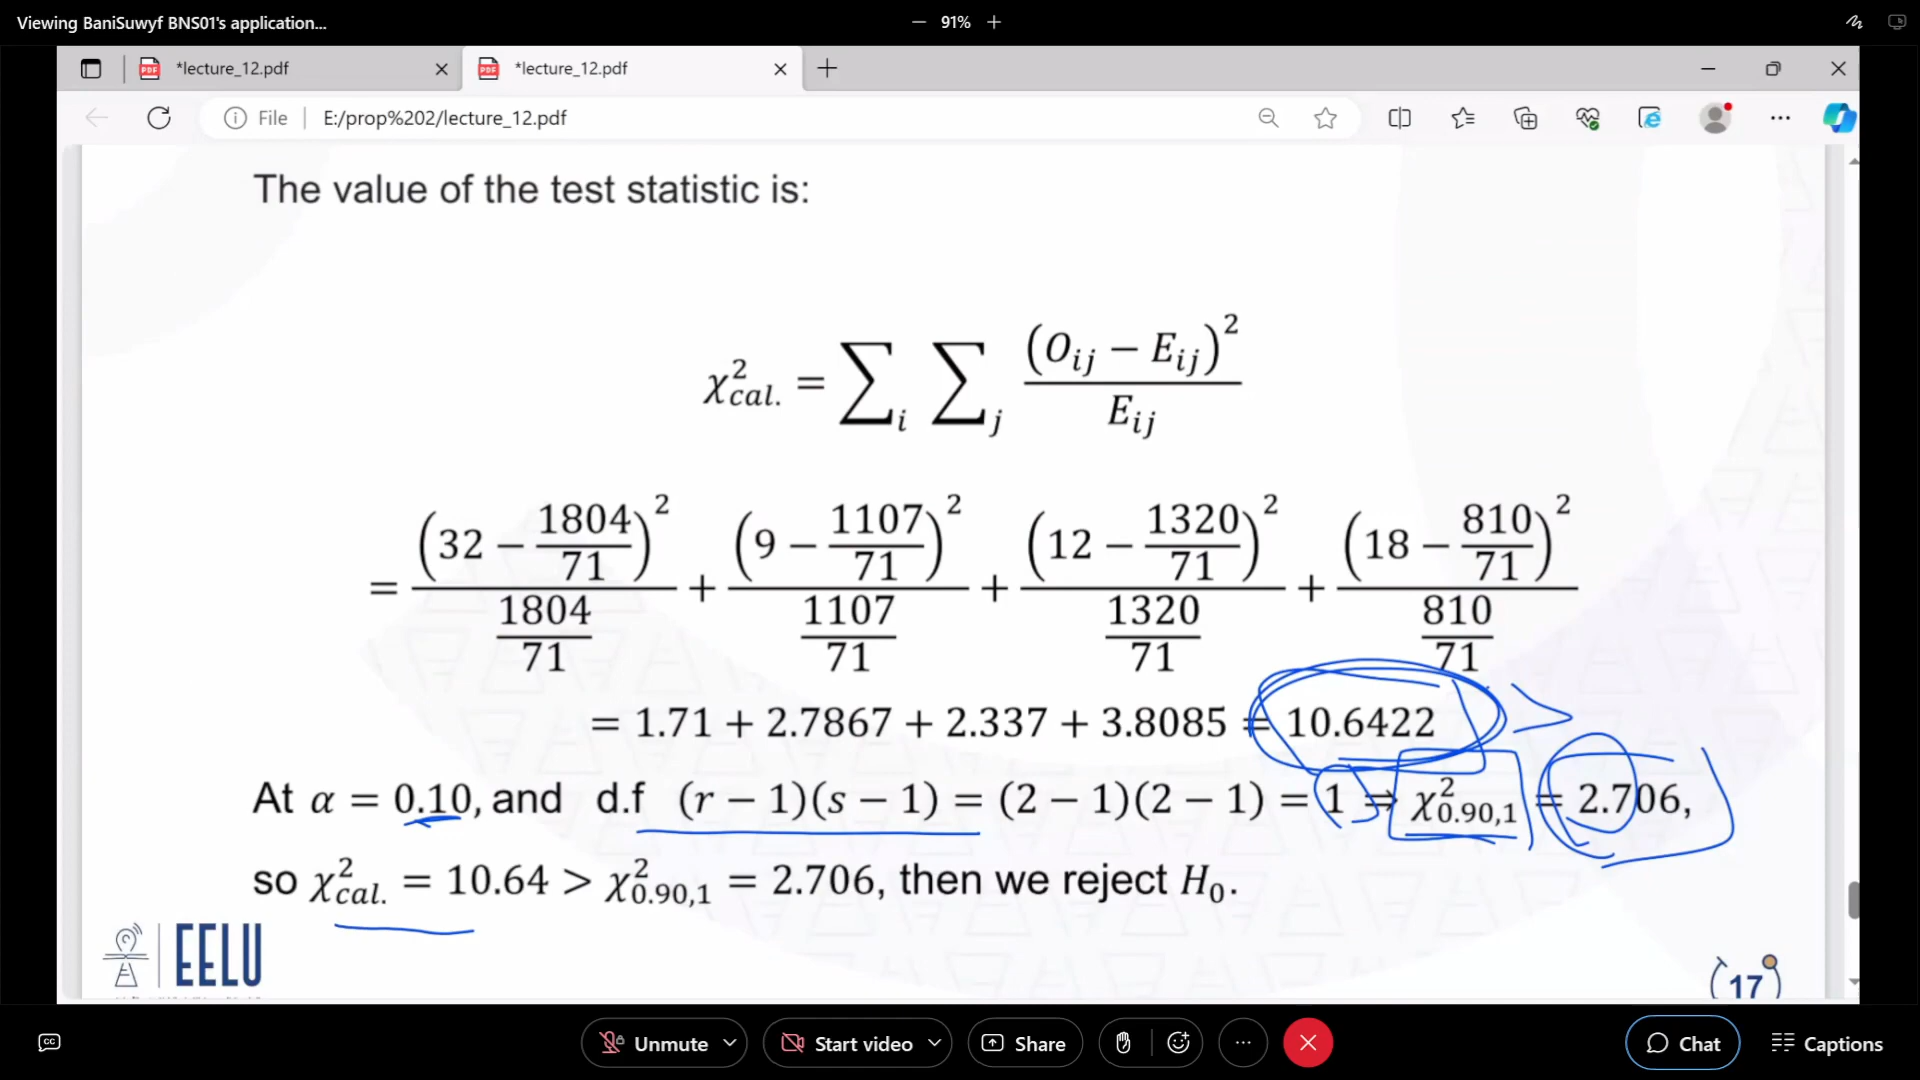 Viewing BaniSuwyf BNS01's application...
91%
*lecture_12.pdf
*lecture_12.pdf
File
E:/prop%202/lecture_12.pdf
The value of the test statistic is:
χ²cal. = ∑i ∑j (Oij − Eij)² / Eij
= (32 − 1804/71)² / (1804/71) + (9 − 1107/71)² / (1107/71) + (12 − 1320/71)² / (1320/71) + (18 − 810/71)² / (810/71)
= 1.71 + 2.7867 + 2.337 + 3.8085 = 10.6422 >
At α = 0.10, and d.f (r − 1)(s − 1) = (2 − 1)(2 − 1) = 1 ⇒ χ²0.90,1 = 2.706,
so χ²cal. = 10.64 > χ²0.90,1 = 2.706, then we reject H₀.
EELU
17
CC
Unmute
Start video
Share
Chat
Captions